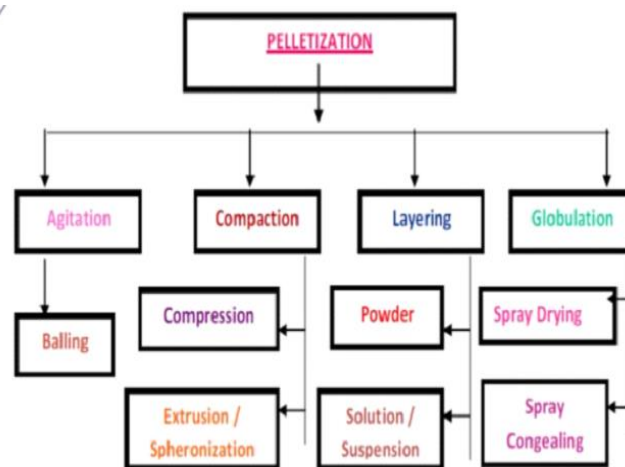 PELLETIZATION
Agitation
Compaction
Layering
Globulation
Balling
Compression
Powder
Spray Drying
Extrusion /
Spheronization
Solution /
Suspension
Spray
Congealing